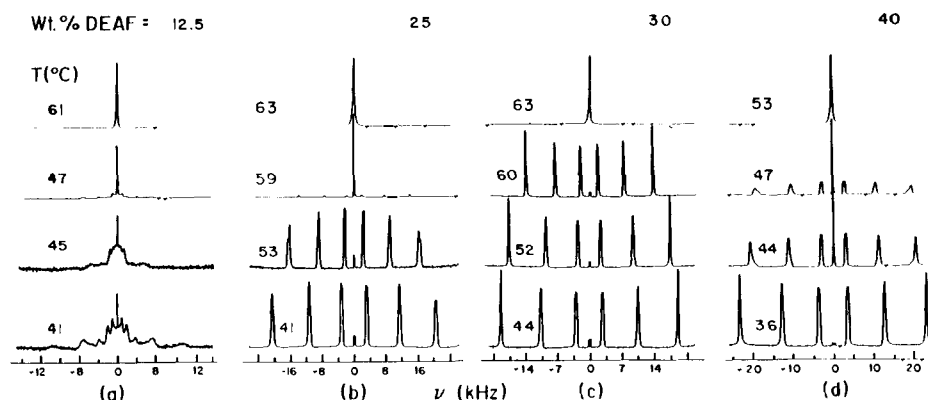 Wt.% DEAF = 12.5 25 30 40
T(°C)
61 63 63 53
47 59 60 47
45 53 52 44
41 41 44 36
-12 -8 -4 0 4 8 12 -16 -8 0 8 16 -14 -7 0 7 14 -20 -10 0 10 20
(a) (b) ν (kHz) (c) (d)